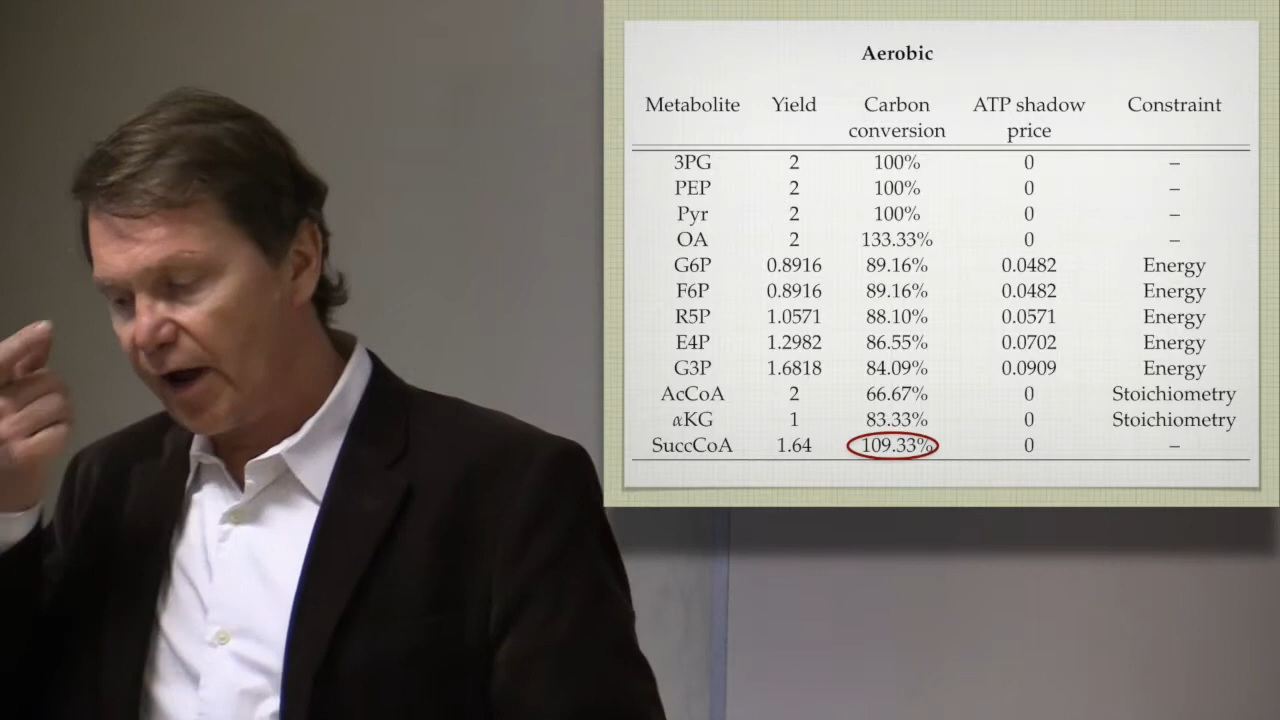 Aerobic
Metabolite Yield Carbon conversion ATP shadow price Constraint
3PG 2 100% 0 –
PEP 2 100% 0 –
Pyr 2 100% 0 –
OA 2 133.33% 0 –
G6P 0.8916 89.16% 0.0482 Energy
F6P 0.8916 89.16% 0.0482 Energy
R5P 1.0571 88.10% 0.0571 Energy
E4P 1.2982 86.55% 0.0702 Energy
G3P 1.6818 84.09% 0.0909 Energy
AcCoA 2 66.67% 0 Stoichiometry
αKG 1 83.33% 0 Stoichiometry
SuccCoA 1.64 109.33% 0 –